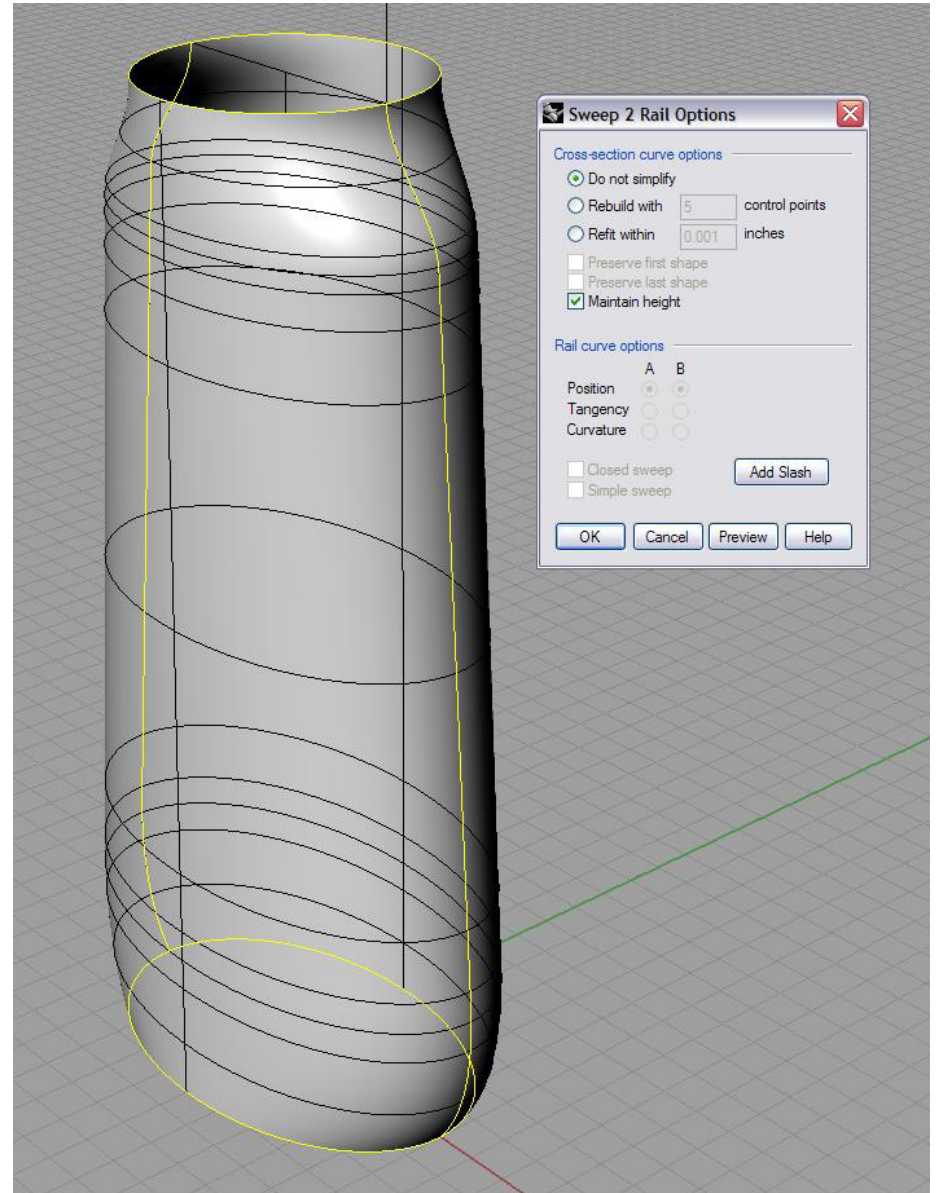 Sweep 2 Rail Options
Cross-section curve options
Do not simplify
Rebuild with 5 control points
Refit within 0.001 inches
Preserve first shape
Preserve last shape
Maintain height
Rail curve options
A B
Position
Tangency
Curvature
Closed sweep
Add Slash
Simple sweep
OK Cancel Preview Help